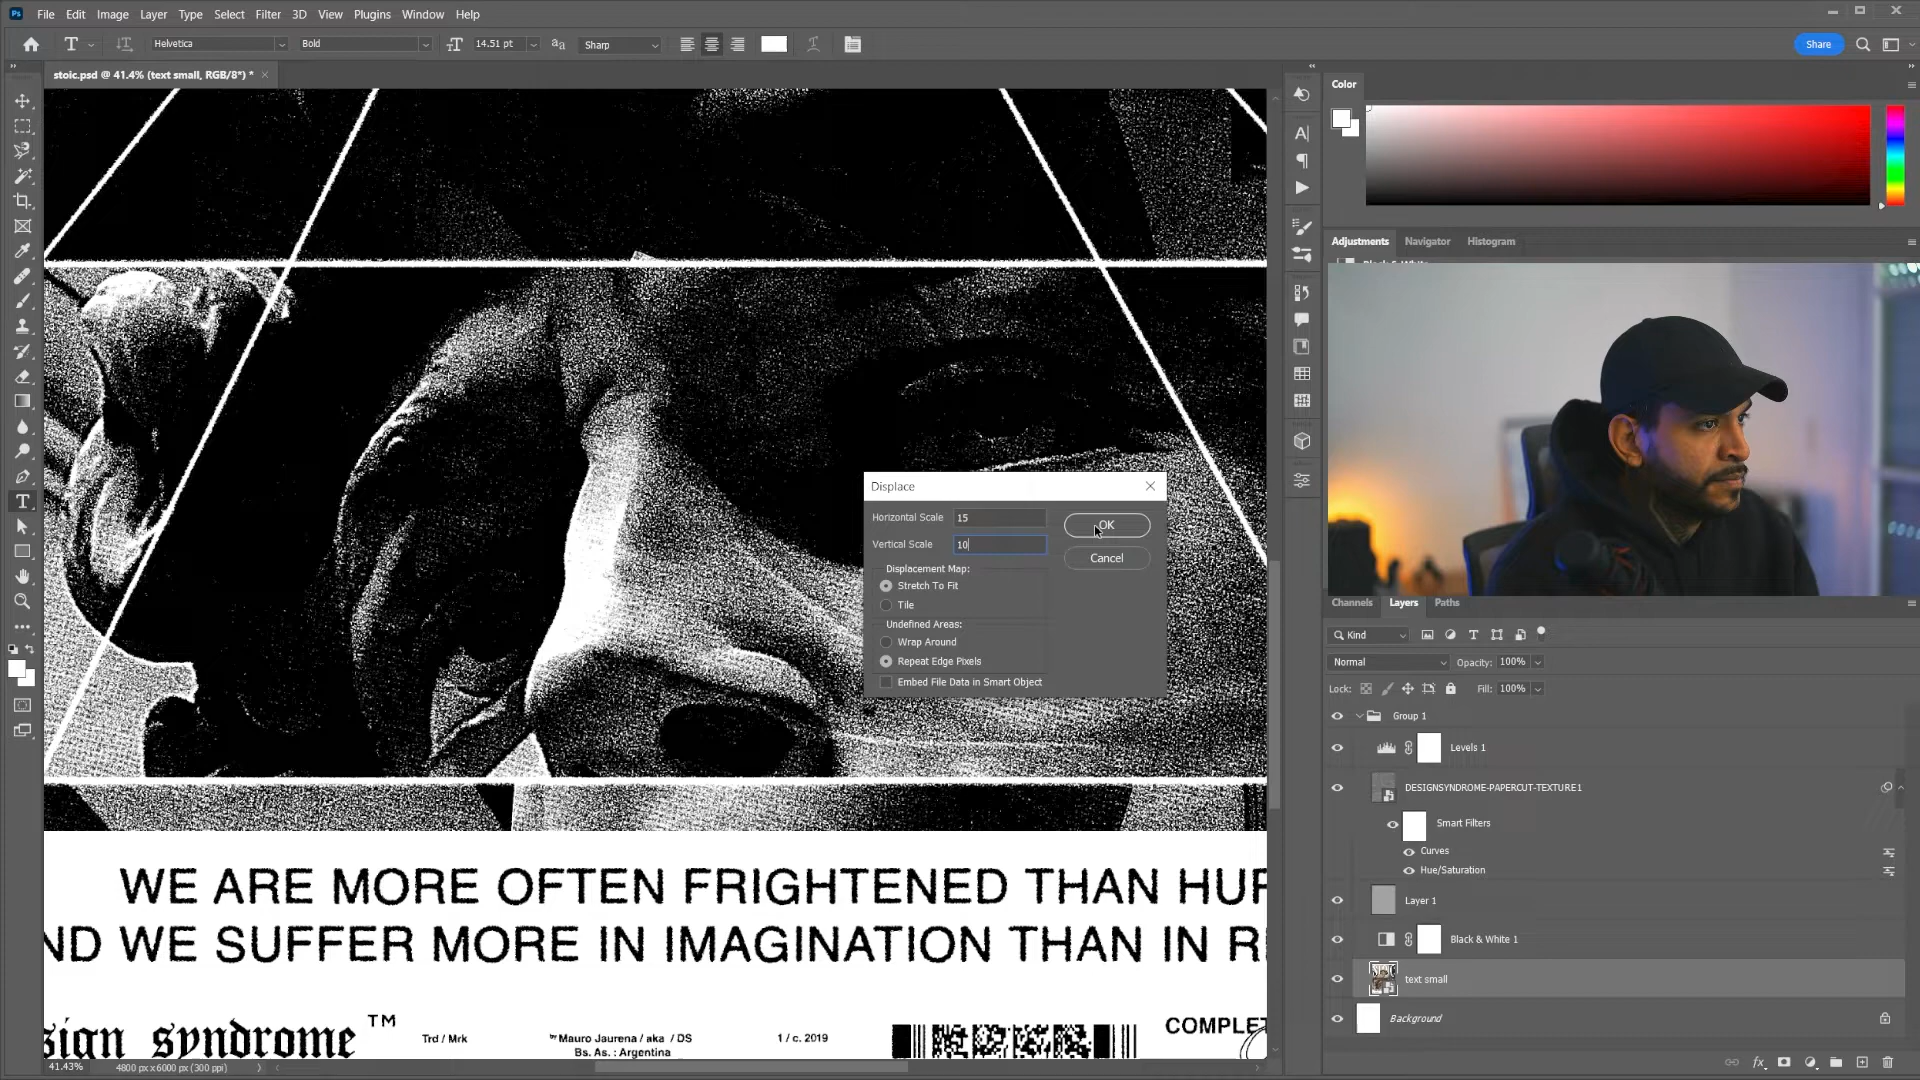 Ps File Edit Image Layer Type Select Filter 3D View Plugins Window Help
Helvetica Bold 14.51 pt Sharp Share
stoic.psd @ 41.4% (text small, RGB/8*) *
Color
Adjustments Navigator Histogram
Displace
Horizontal Scale 15 OK
Vertical Scale 10 Cancel
Displacement Map:
Stretch To Fit
Tile
Undefined Areas:
Wrap Around
Repeat Edge Pixels
Embed File Data in Smart Object
Channels Layers Paths
Kind
Normal Opacity: 100%
Lock: Fill: 100%
Group 1
Levels 1
DESIGNSYNDROME-PAPERCUT-TEXTURE1
Smart Filters
Curves
Hue/Saturation
Layer 1
Black & White 1
text small
Background
WE ARE MORE OFTEN FRIGHTENED THAN HUR
ND WE SUFFER MORE IN IMAGINATION THAN IN R
sign syndrome TM
Trd / Mrk
Mauro Jaurena / aka / DS
Bs. As. : Argentina
1 / c. 2019
COMPLET
41.43% 4800 px x 6000 px (300 ppi)